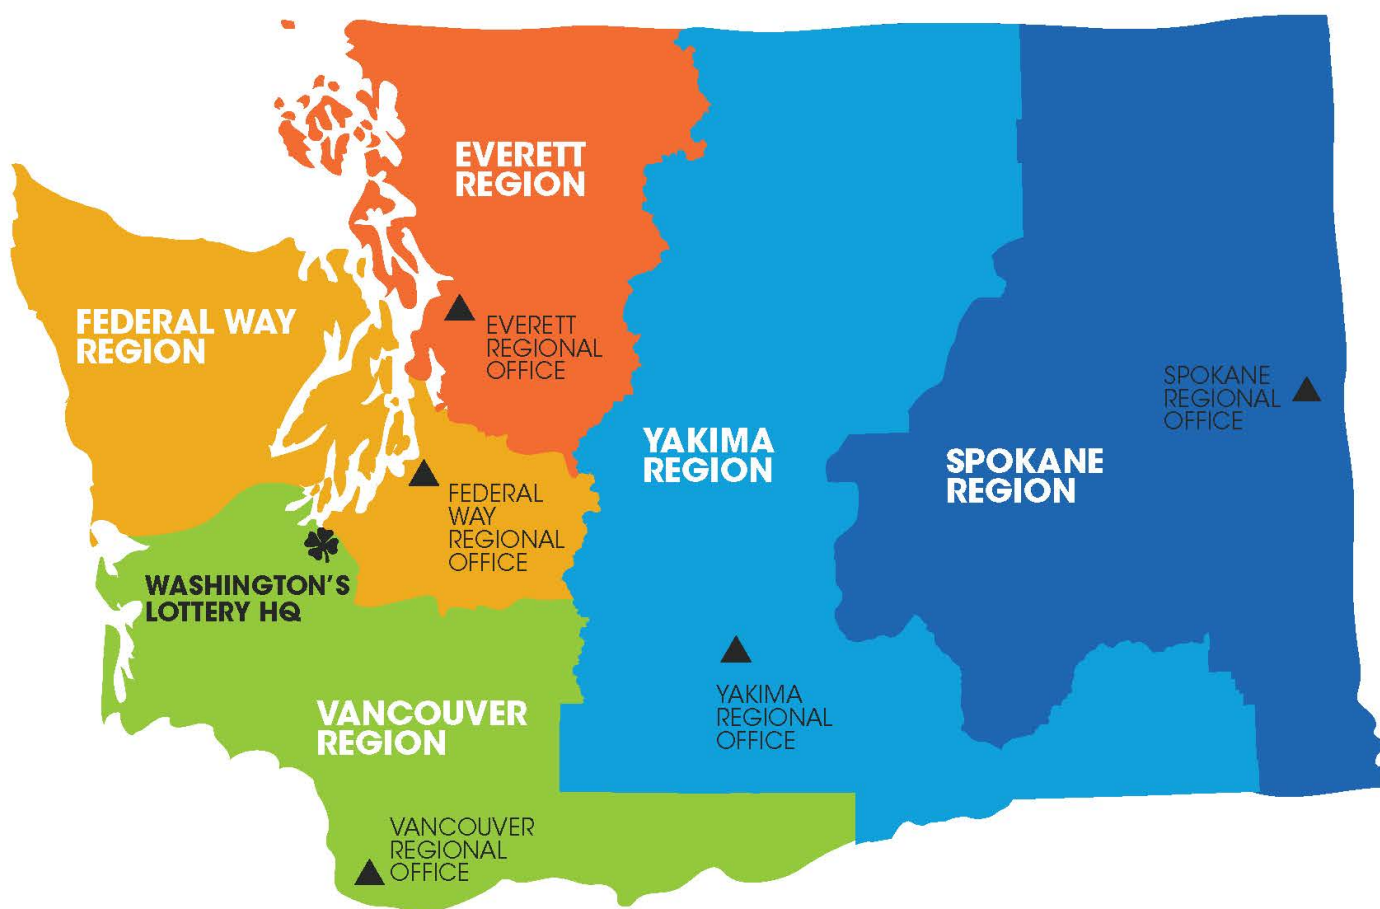 EVERETT
REGION
FEDERAL WAY
REGION
EVERETT
REGIONAL
OFFICE
SPOKANE
REGIONAL
OFFICE
YAKIMA
REGION
SPOKANE
REGION
FEDERAL
WAY
REGIONAL
OFFICE
WASHINGTON'S
LOTTERY HQ
VANCOUVER
REGION
YAKIMA
REGIONAL
OFFICE
VANCOUVER
REGIONAL
OFFICE